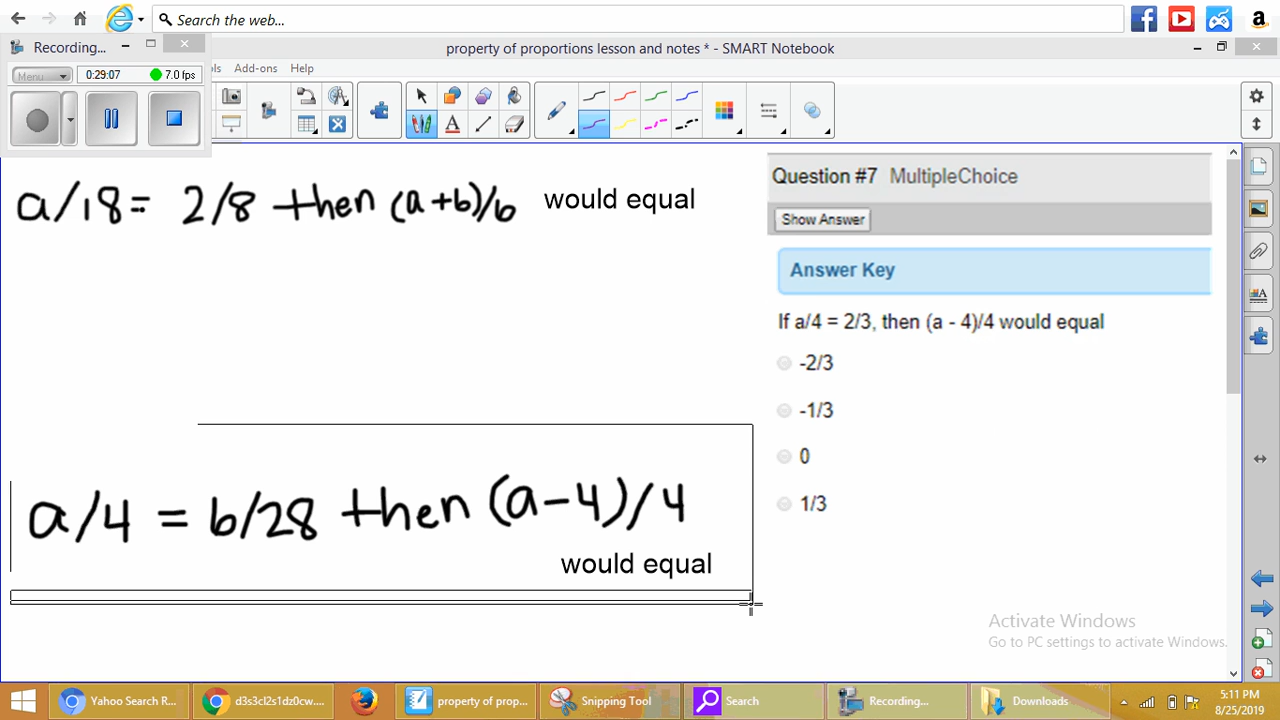 Search the web.
Recording...
property of proportions lesson and notes * - SMART Notebook
Menu
0:29:07
7.0 fps
ols
Add-ons
Help
a/18= 2/8 then (a+b)/6 would equal
Question #7 MultipleChoice
Show Answer
Answer Key
If a/4 = 2/3, then (a - 4)/4 would equal
-2/3
-1/3
0
1/3
a/4 = 6/28 then (a-4)/4
would equal
Activate Windows
Go to PC settings to activate Windows.
Yahoo Search R...
d3s3cl2s1dz0cw...
property of prop...
Snipping Tool
Search
Recording...
Downloads
5:11 PM
8/25/2019